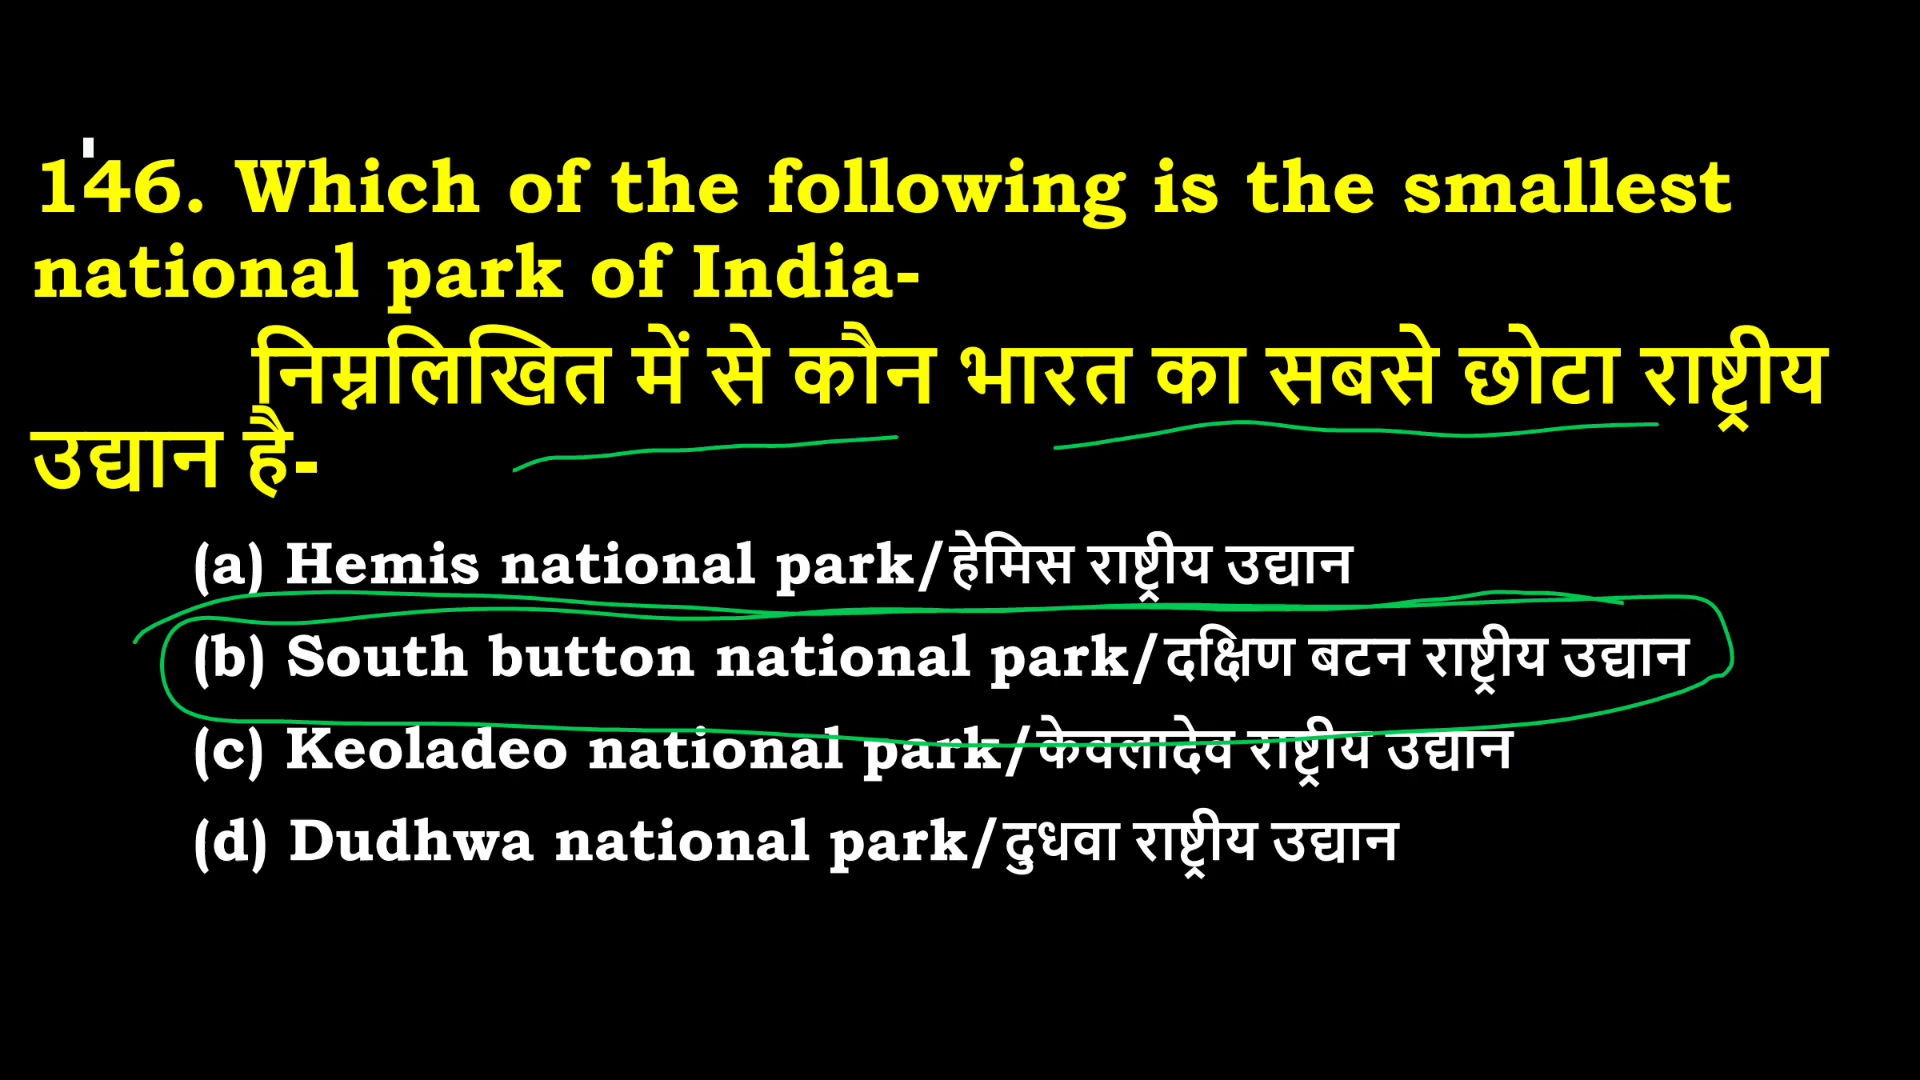 146. Which of the following is the smallest
national park of India-
निम्नलिखित में से कौन भारत का सबसे छोटा राष्ट्रीय
उद्यान है-
(a) Hemis national park/हेमिस राष्ट्रीय उद्यान
(b) South button national park/दक्षिण बटन राष्ट्रीय उद्यान
(c) Keoladeo national park/केवलादेव राष्ट्रीय उद्यान
(d) Dudhwa national park/दुधवा राष्ट्रीय उद्यान